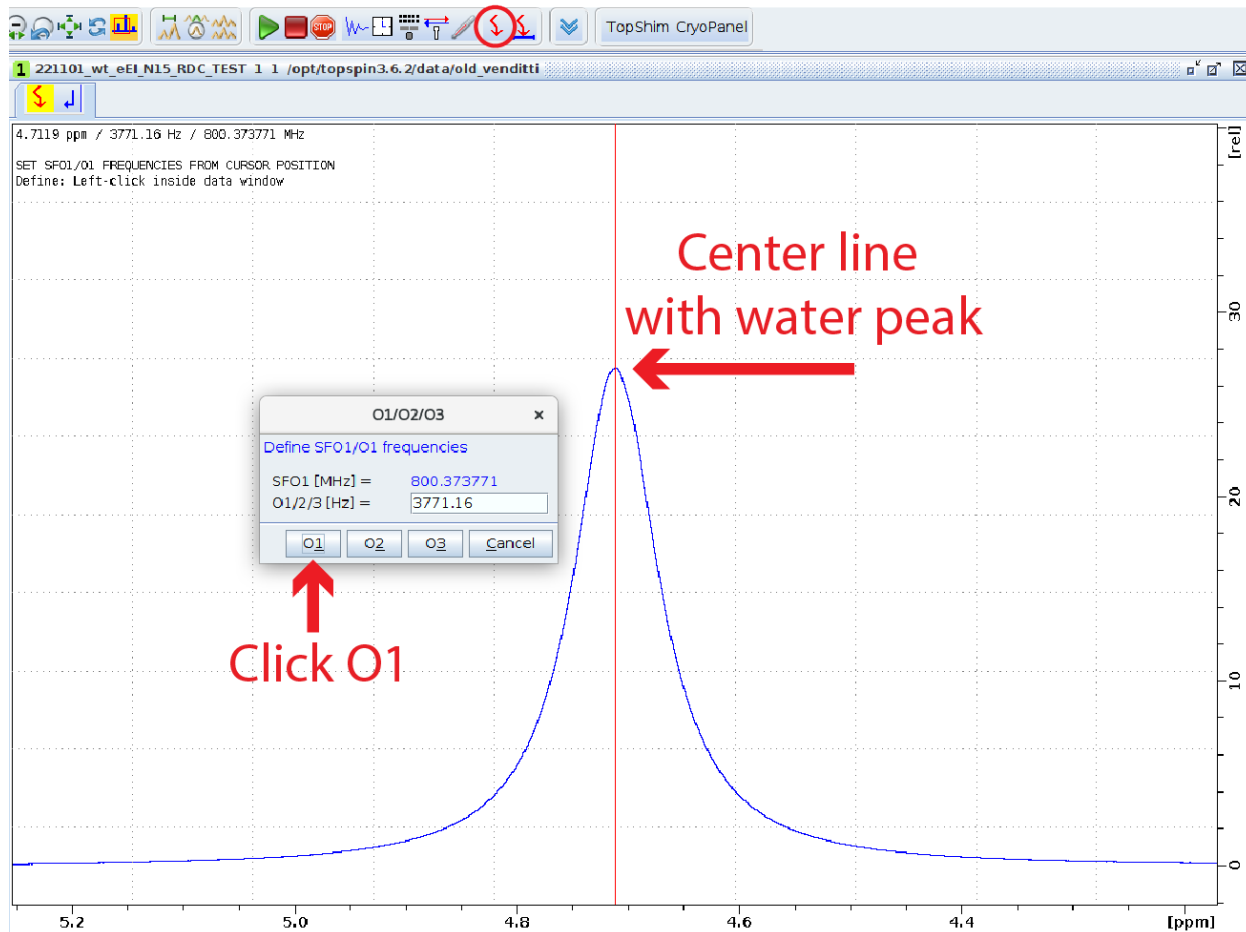 STOP
TopShim CryoPanel
1 221101_wt_eEI_N15_RDC_TEST 1 1 /opt/topspin3.6.2/data/old_venditti
4.7119 ppm / 3771.16 Hz / 800.373771 MHz
SET SFO1/O1 FREQUENCIES FROM CURSOR POSITION
Define: Left-click inside data window
[rel]
Center line
with water peak
30
O1/O2/O3
Define SFO1/O1 frequencies
SFO1 [MHz] = 800.373771
O1/2/3 [Hz] = 3771.16
O1 O2 O3 Cancel
20
Click O1
10
0
5.2 5.0 4.8 4.6 4.4 [ppm]